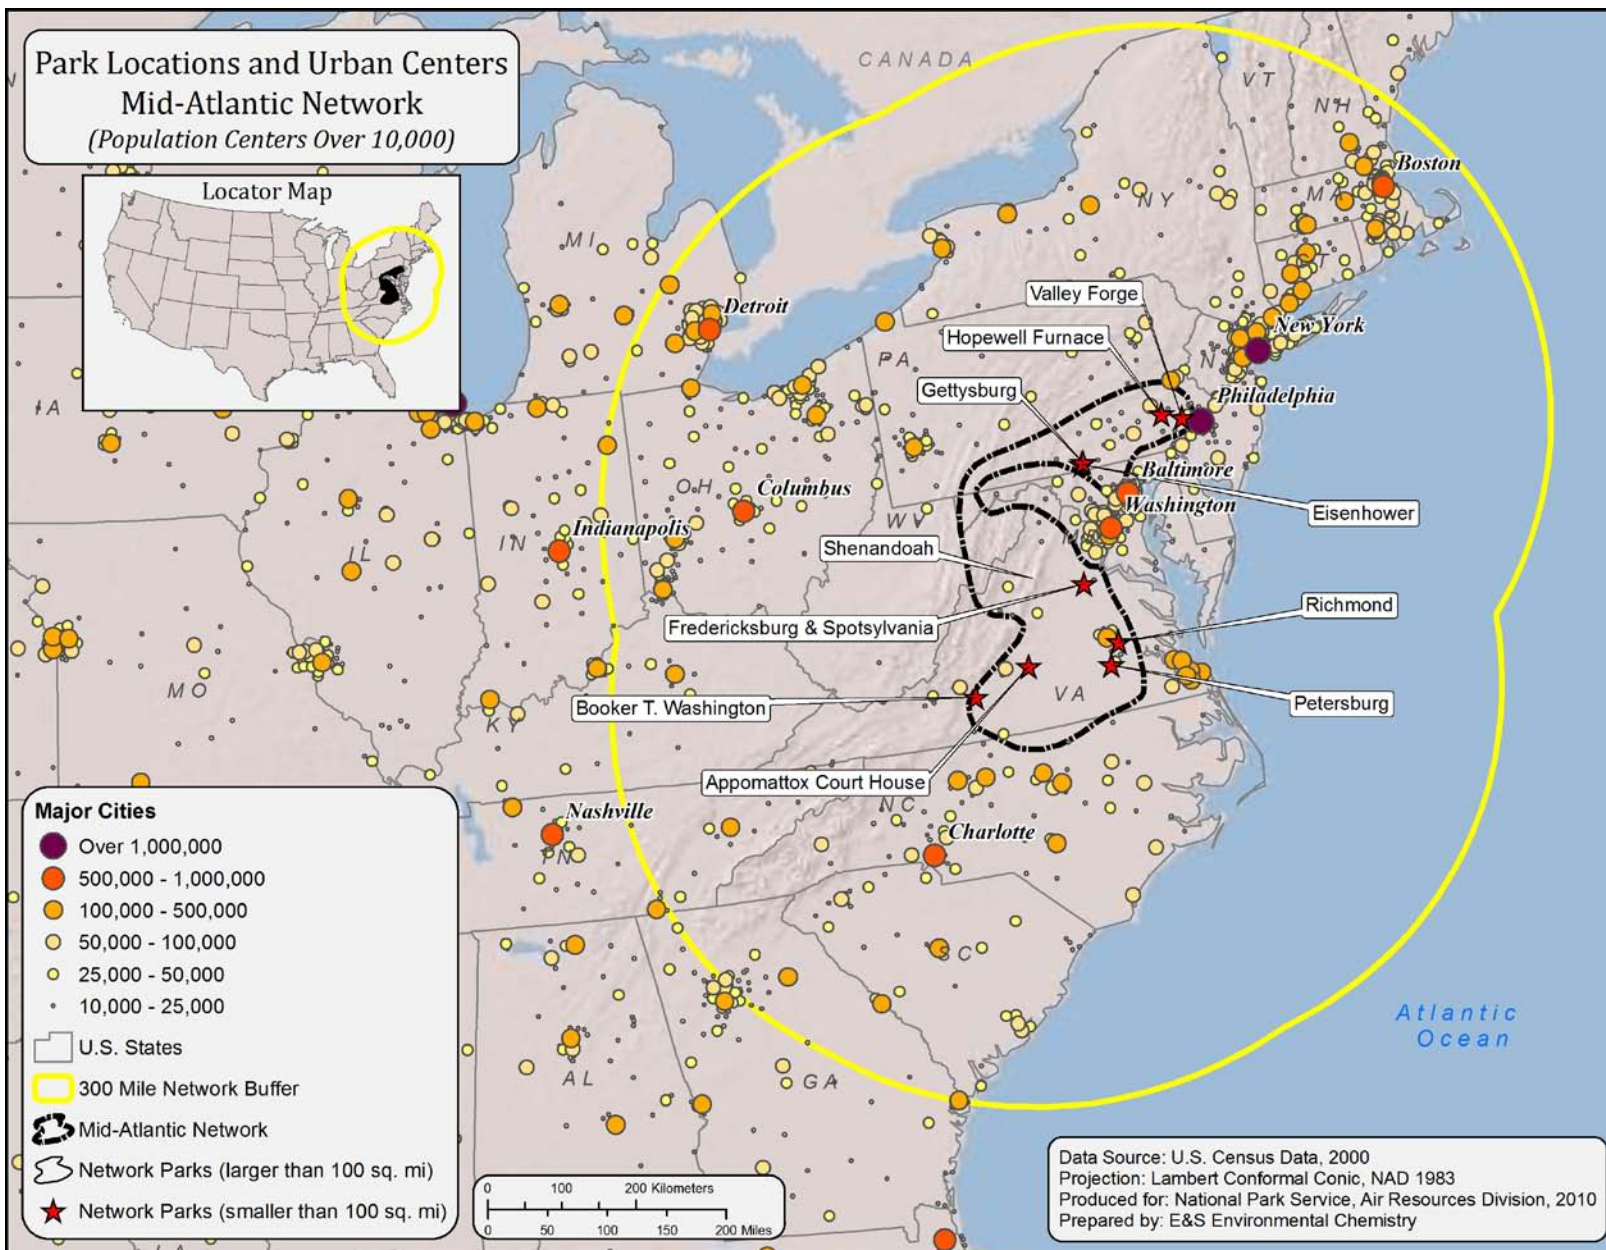 Park Locations and Urban Centers
Mid-Atlantic Network
(Population Centers Over 10,000)
Locator Map
CANADA
VT
NH
Boston
MA
NY
MI
Detroit
Valley Forge
New York
Hopewell Furnace
PA
Gettysburg
Philadelphia
IA
Baltimore
Columbus
OH
Washington
Eisenhower
Indianapolis
WV
IN
IL
Shenandoah
Richmond
Fredericksburg & Spotsylvania
MO
VA
Booker T. Washington
Petersburg
KY
Appomattox Court House
NC
Nashville
Charlotte
TN
SC
Atlantic
Ocean
AL
GA
Major Cities
Over 1,000,000
500,000 - 1,000,000
100,000 - 500,000
50,000 - 100,000
25,000 - 50,000
10,000 - 25,000
U.S. States
300 Mile Network Buffer
Mid-Atlantic Network
Network Parks (larger than 100 sq. mi)
Network Parks (smaller than 100 sq. mi)
0 100 200 Kilometers
0 50 100 150 200 Miles
Data Source: U.S. Census Data, 2000
Projection: Lambert Conformal Conic, NAD 1983
Produced for: National Park Service, Air Resources Division, 2010
Prepared by: E&S Environmental Chemistry